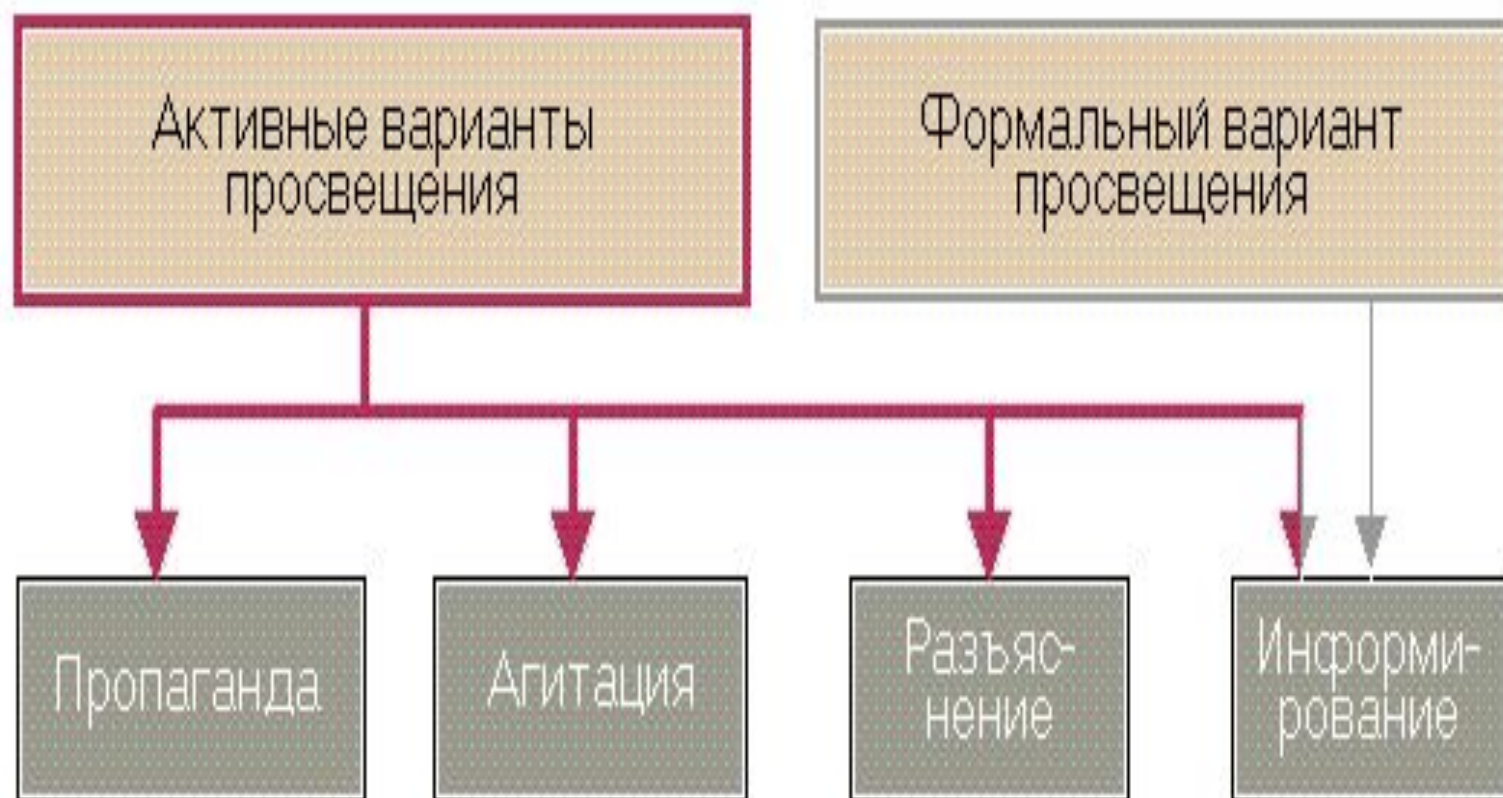 Активные варианты
просвещения
Формальный вариант
просвещения
Пропаганда
Агитация
Разъяс-
нение
Информи-
рование